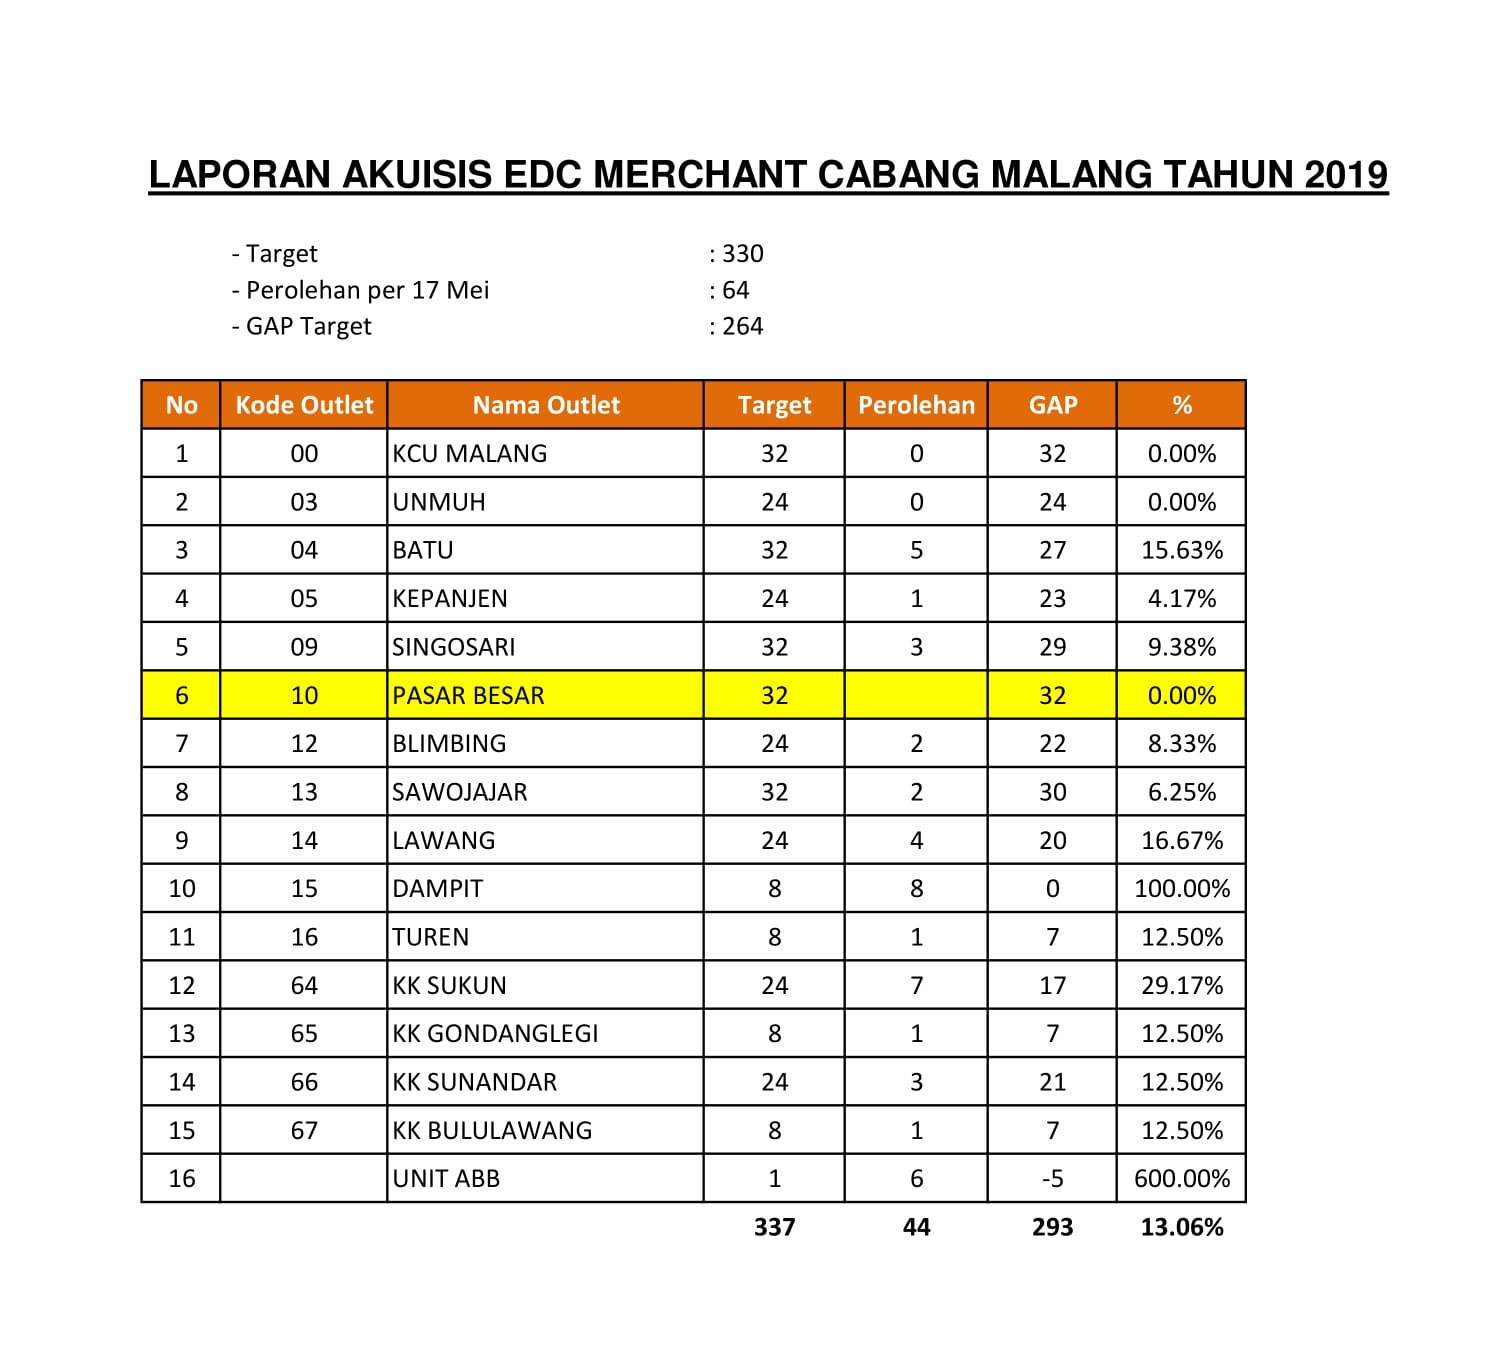 LAPORAN AKUISIS EDC MERCHANT CABANG MALANG TAHUN 2019
- Target : 330
- Perolehan per 17 Mei : 64
- GAP Target : 264
No Kode Outlet Nama Outlet Target Perolehan GAP %
1 00 KCU MALANG 32 0 32 0.00%
2 03 UNMUH 24 0 24 0.00%
3 04 BATU 32 5 27 15.63%
4 05 KEPANJEN 24 1 23 4.17%
5 09 SINGOSARI 32 3 29 9.38%
6 10 PASAR BESAR 32 32 0.00%
7 12 BLIMBING 24 2 22 8.33%
8 13 SAWOJAJAR 32 2 30 6.25%
9 14 LAWANG 24 4 20 16.67%
10 15 DAMPIT 8 8 0 100.00%
11 16 TUREN 8 1 7 12.50%
12 64 KK SUKUN 24 7 17 29.17%
13 65 KK GONDANGLEGI 8 1 7 12.50%
14 66 KK SUNANDAR 24 3 21 12.50%
15 67 KK BULULAWANG 8 1 7 12.50%
16 UNIT ABB 1 6 -5 600.00%
337 44 293 13.06%